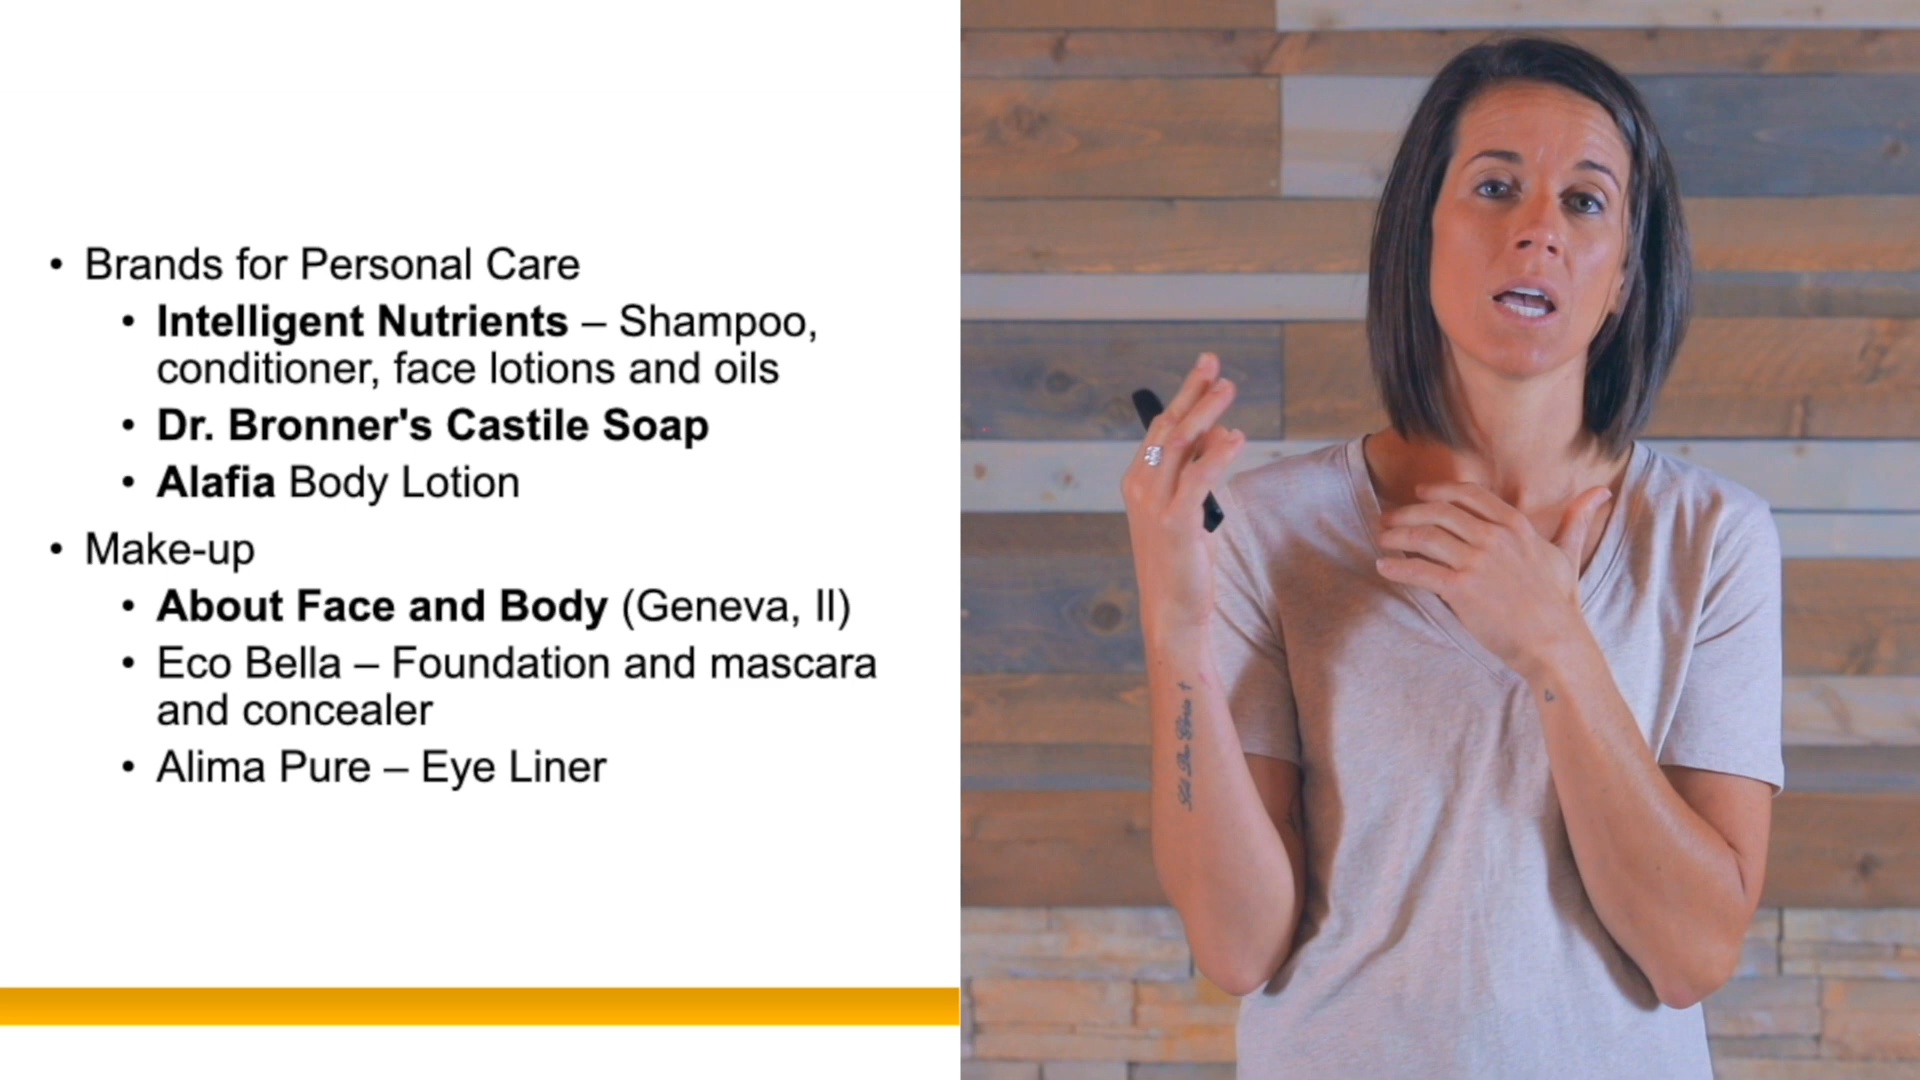 • Brands for Personal Care
• Intelligent Nutrients – Shampoo,
conditioner, face lotions and oils
• Dr. Bronner's Castile Soap
• Alafia Body Lotion
• Make-up
• About Face and Body (Geneva, Il)
• Eco Bella – Foundation and mascara
and concealer
• Alima Pure – Eye Liner